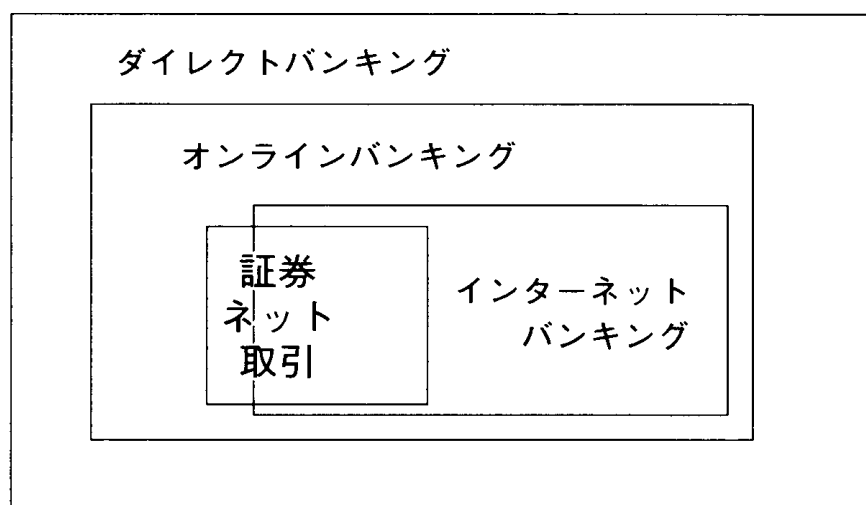 ダイレクトバンキング
オンラインバンキング
証券
ネット
取引
インターネット
バンキング